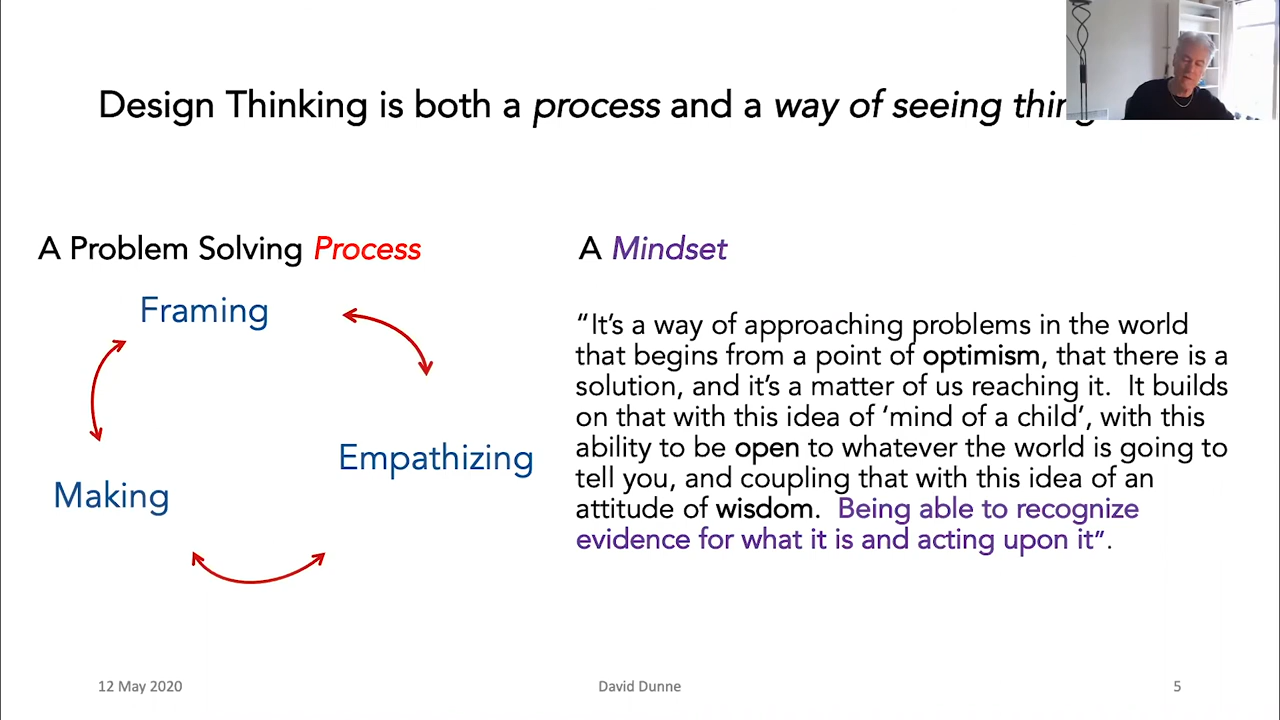 Design Thinking is both a process and a way of seeing
A Problem Solving Process
Framing
Empathizing
Making
A Mindset
“It’s a way of approaching problems in the world
that begins from a point of optimism, that there is a
solution, and it’s a matter of us reaching it. It builds
on that with this idea of ‘mind of a child’, with this
ability to be open to whatever the world is going to
tell you, and coupling that with this idea of an
attitude of wisdom. Being able to recognize
evidence for what it is and acting upon it”.
12 May 2020
David Dunne
5